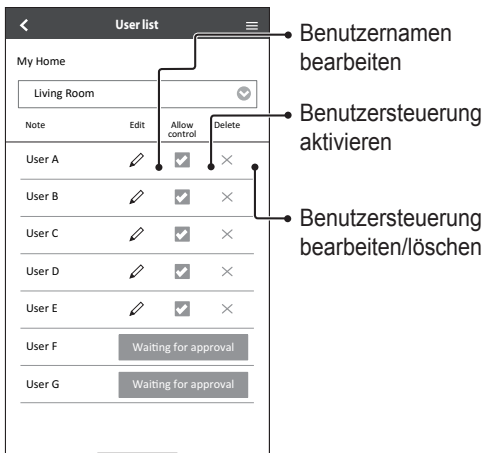 User list
My Home
Living Room
Note Edit Allow control Delete
User A
User B
User C
User D
User E
User F Waiting for approval
User G Waiting for approval
Benutzernamen
bearbeiten
Benutzersteuerung
aktivieren
Benutzersteuerung
bearbeiten/löschen